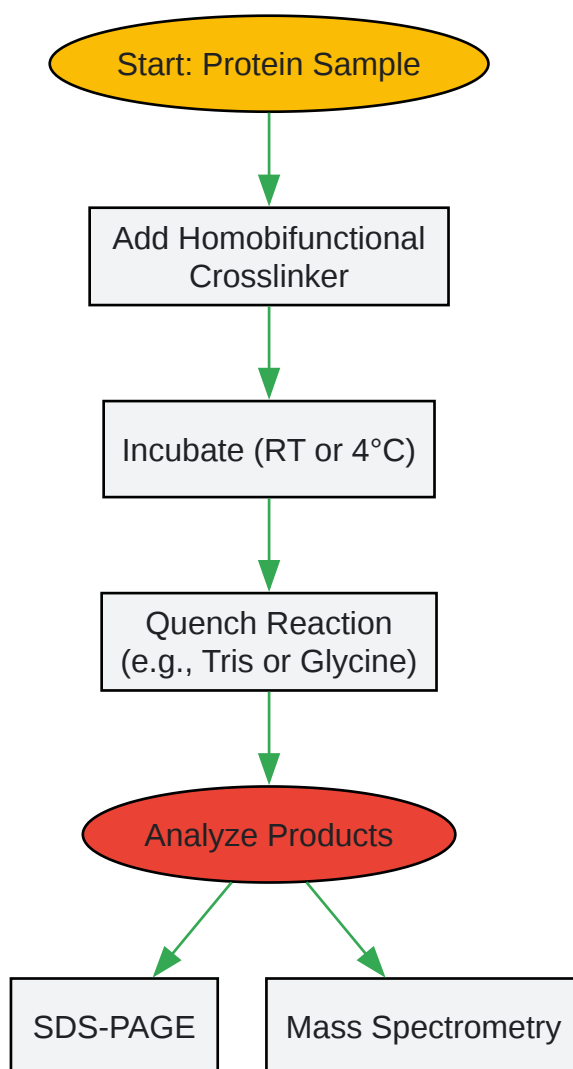 Start: Protein Sample
Add Homobifunctional
Crosslinker
Incubate (RT or 4°C)
Quench Reaction
(e.g., Tris or Glycine)
Analyze Products
SDS-PAGE
Mass Spectrometry